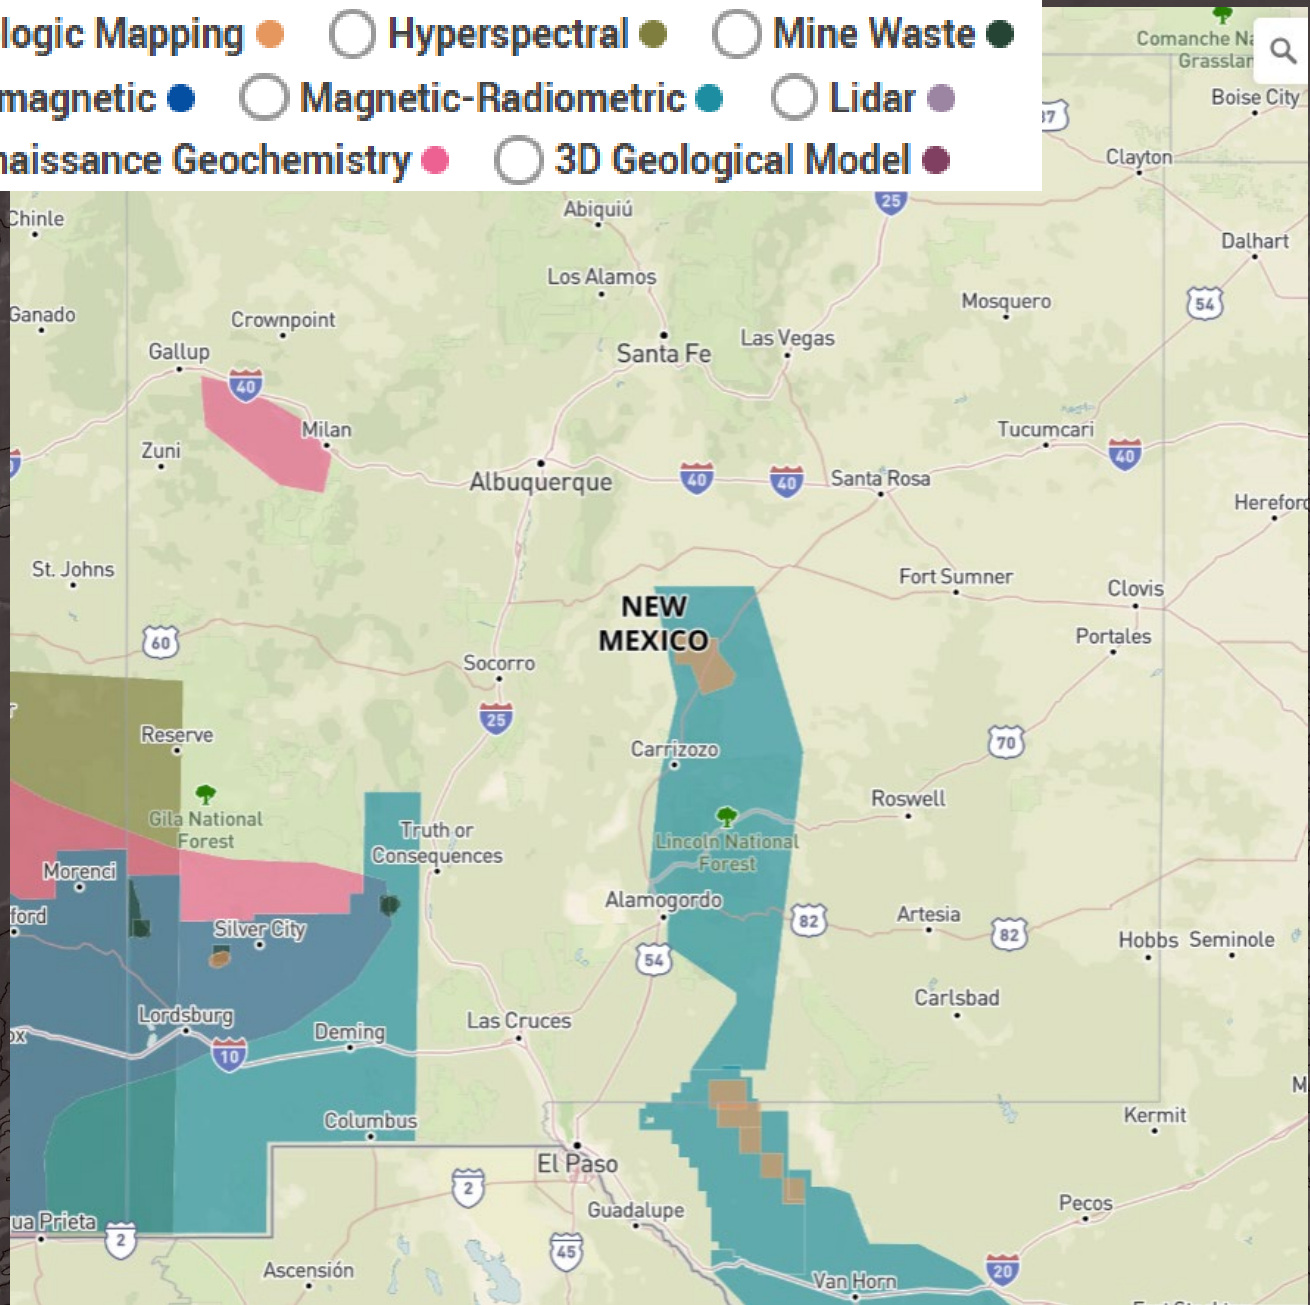 logic Mapping Hyperspectral Mine Waste
magnetic Magnetic-Radiometric Lidar
naissance Geochemistry 3D Geological Model
Comanche Na
Grasslan
Boise City
87
Clayton
25
Abiquiú
Chinle
Dalhart
Los Alamos
Mosquero
54
Ganado
Crownpoint
Las Vegas
Gallup
Santa Fe
40
Milan
Tucumcari
Zuni
40
Albuquerque
40
40
Santa Rosa
Hereford
St. Johns
Fort Sumner
Clovis
NEW
MEXICO
Portales
60
Socorro
25
Reserve
Carrizozo
70
Roswell
Gila National
Forest
Truth or
Consequences
Lincoln National
Forest
Morenci
Alamogordo
ford
Silver City
82
Artesia
82
Hobbs
Seminole
54
Carlsbad
Lordsburg
Las Cruces
Deming
ox
10
Columbus
Kermit
M
El Paso
2
Guadalupe
Pecos
ua Prieta
2
45
Ascensión
20
Van Horn